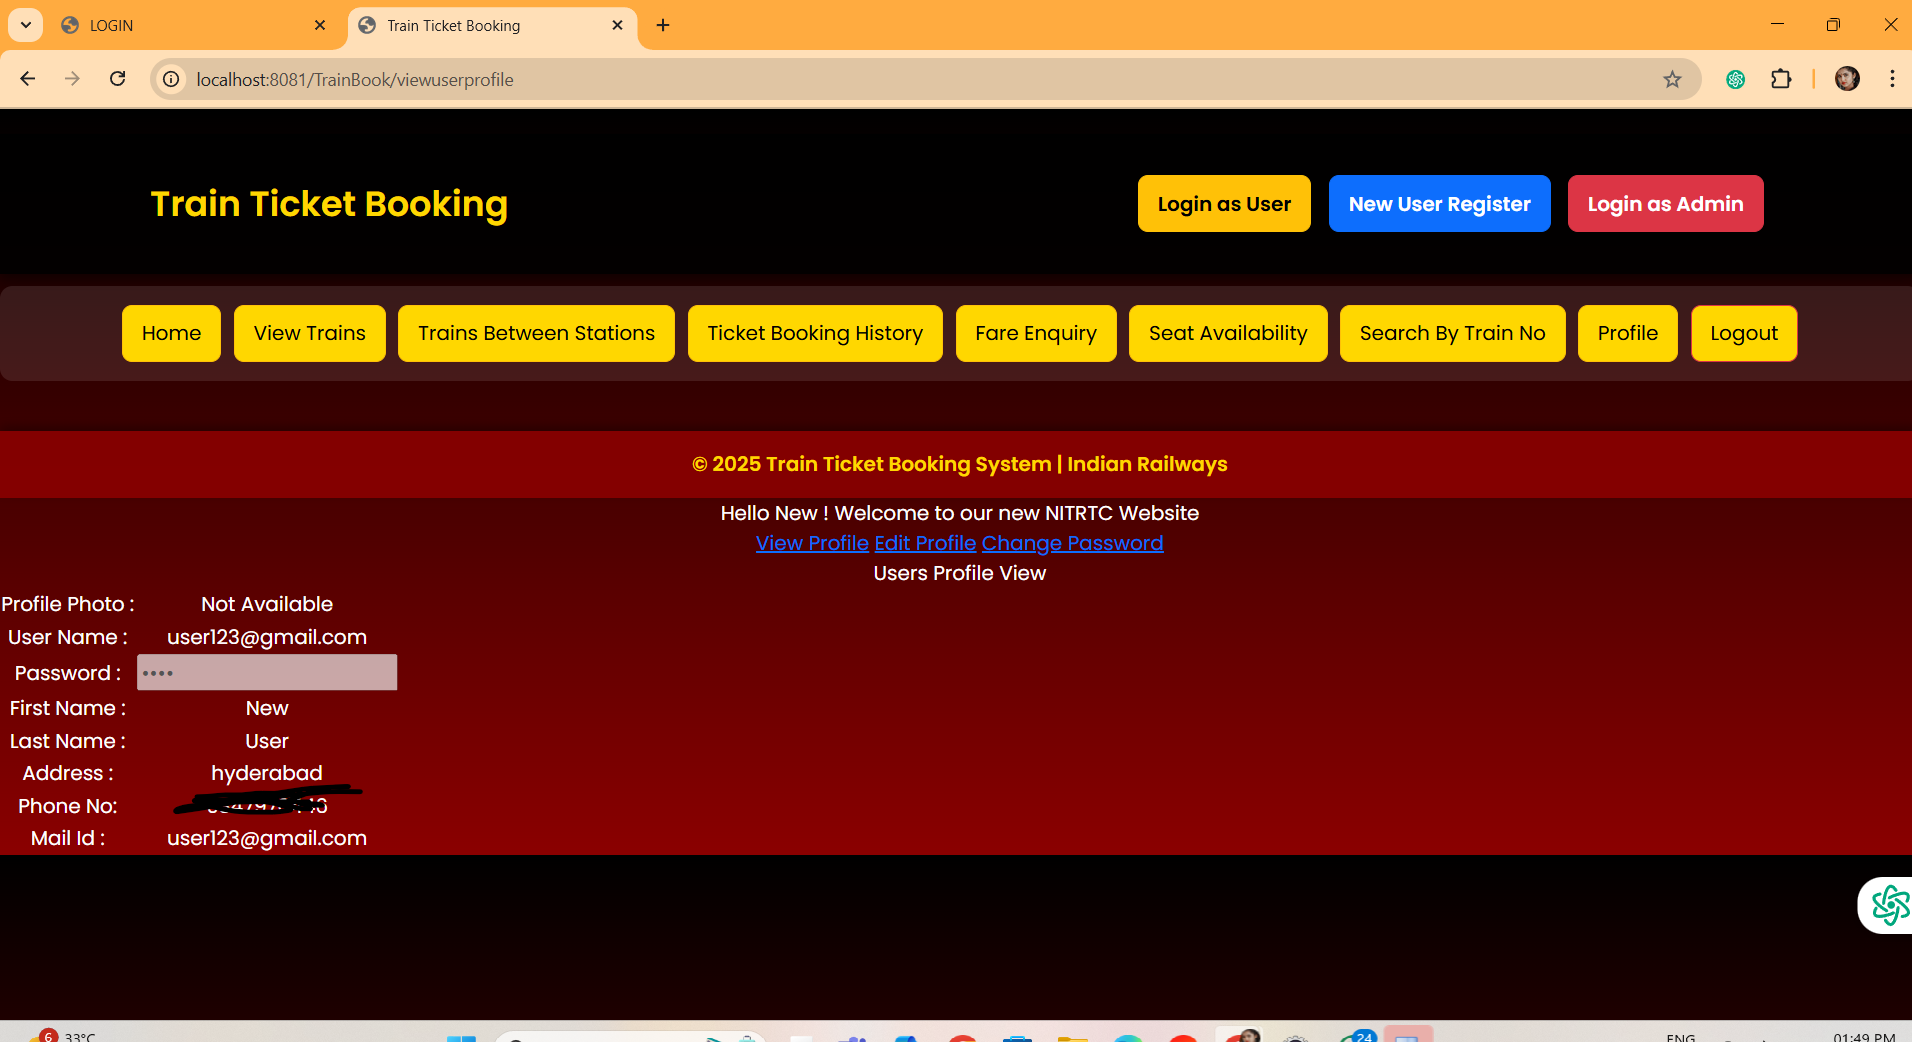 LOGIN
Train Ticket Booking
localhost:8081/TrainBook/viewuserprofile
Train Ticket Booking
Login as User New User Register Login as Admin
Home View Trains Trains Between Stations Ticket Booking History Fare Enquiry Seat Availability Search By Train No Profile Logout
© 2025 Train Ticket Booking System | Indian Railways
Hello New ! Welcome to our new NITRTC Website
View Profile Edit Profile Change Password
Users Profile View
Profile Photo : Not Available
User Name : user123@gmail.com
Password : ••••
First Name : New
Last Name : User
Address : hyderabad
Phone No:
Mail Id : user123@gmail.com
6 33°C 24 ENG 01:49 PM